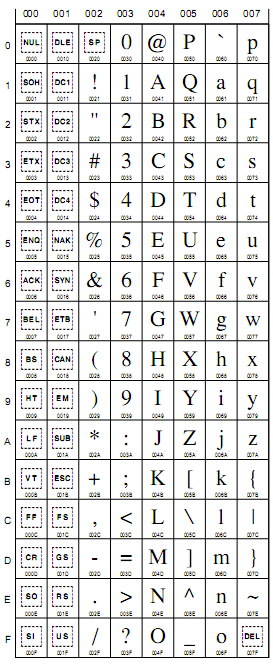 000 001 002 003 004 005 006 007
0 NUL DLE SP 0 @ P ` p
0000 0010 0020 0030 0040 0050 0060 0070
1 SOH DC1 ! 1 A Q a q
0001 0011 0021 0031 0041 0051 0061 0071
2 STX DC2 " 2 B R b r
0002 0012 0022 0032 0042 0052 0062 0072
3 ETX DC3 # 3 C S c s
0003 0013 0023 0033 0043 0053 0063 0073
4 EOT DC4 $ 4 D T d t
0004 0014 0024 0034 0044 0054 0064 0074
5 ENQ NAK % 5 E U e u
0005 0015 0025 0035 0045 0055 0065 0075
6 ACK SYN & 6 F V f v
0006 0016 0026 0036 0046 0056 0066 0076
7 BEL ETB ' 7 G W g w
0007 0017 0027 0037 0047 0057 0067 0077
8 BS CAN ( 8 H X h x
0008 0018 0028 0038 0048 0058 0068 0078
9 HT EM ) 9 I Y i y
0009 0019 0029 0039 0049 0059 0069 0079
A LF SUB * : J Z j z
000A 001A 002A 003A 004A 005A 006A 007A
B VT ESC + ; K [ k {
000B 001B 002B 003B 004B 005B 006B 007B
C FF FS , < L \ l |
000C 001C 002C 003C 004C 005C 006C 007C
D CR GS - = M ] m }
000D 001D 002D 003D 004D 005D 006D 007D
E SO RS . > N ^ n ~
000E 001E 002E 003E 004E 005E 006E 007E
F SI US / ? O _ o DEL
000F 001F 002F 003F 004F 005F 006F 007F